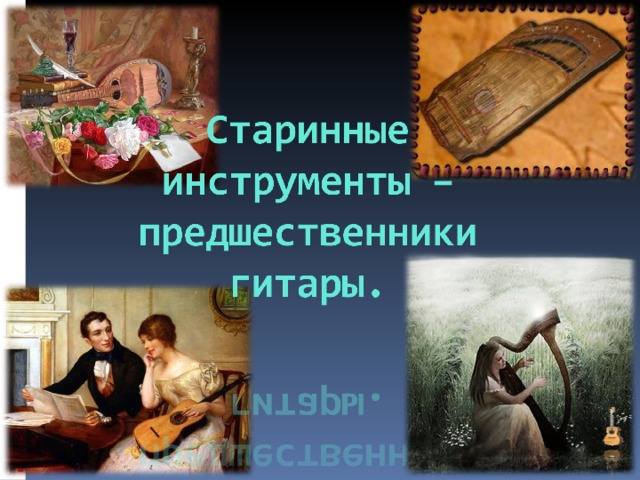 Старинные
инструменты –
предшественники
гитары.